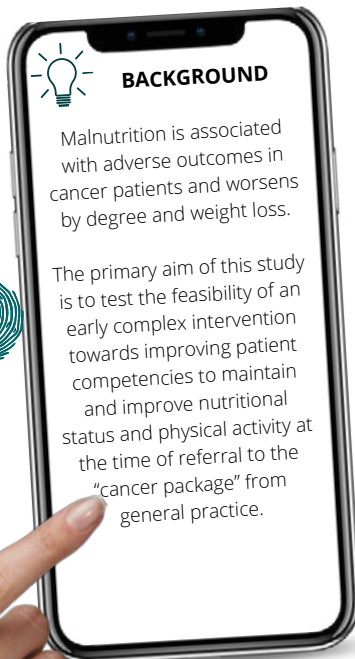 BACKGROUND
Malnutrition is associated
with adverse outcomes in
cancer patients and worsens
by degree and weight loss.
The primary aim of this study
is to test the feasibility of an
early complex intervention
towards improving patient
competencies to maintain
and improve nutritional
status and physical activity at
the time of referral to the
“cancer package” from
general practice.